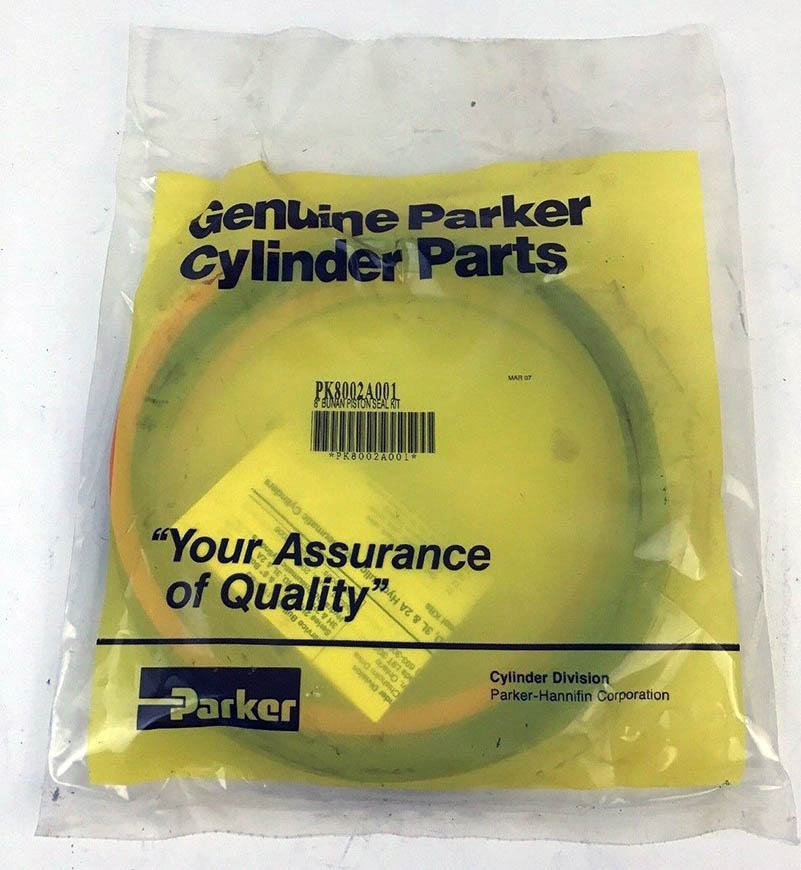 Genuine Parker
Cylinder Parts
MAR 07
PK8002A001
8" BUNAN PISTON SEAL KIT
*PK8002A001*
"Your Assurance
of Quality"
Parker
Cylinder Division
Parker-Hannifin Corporation